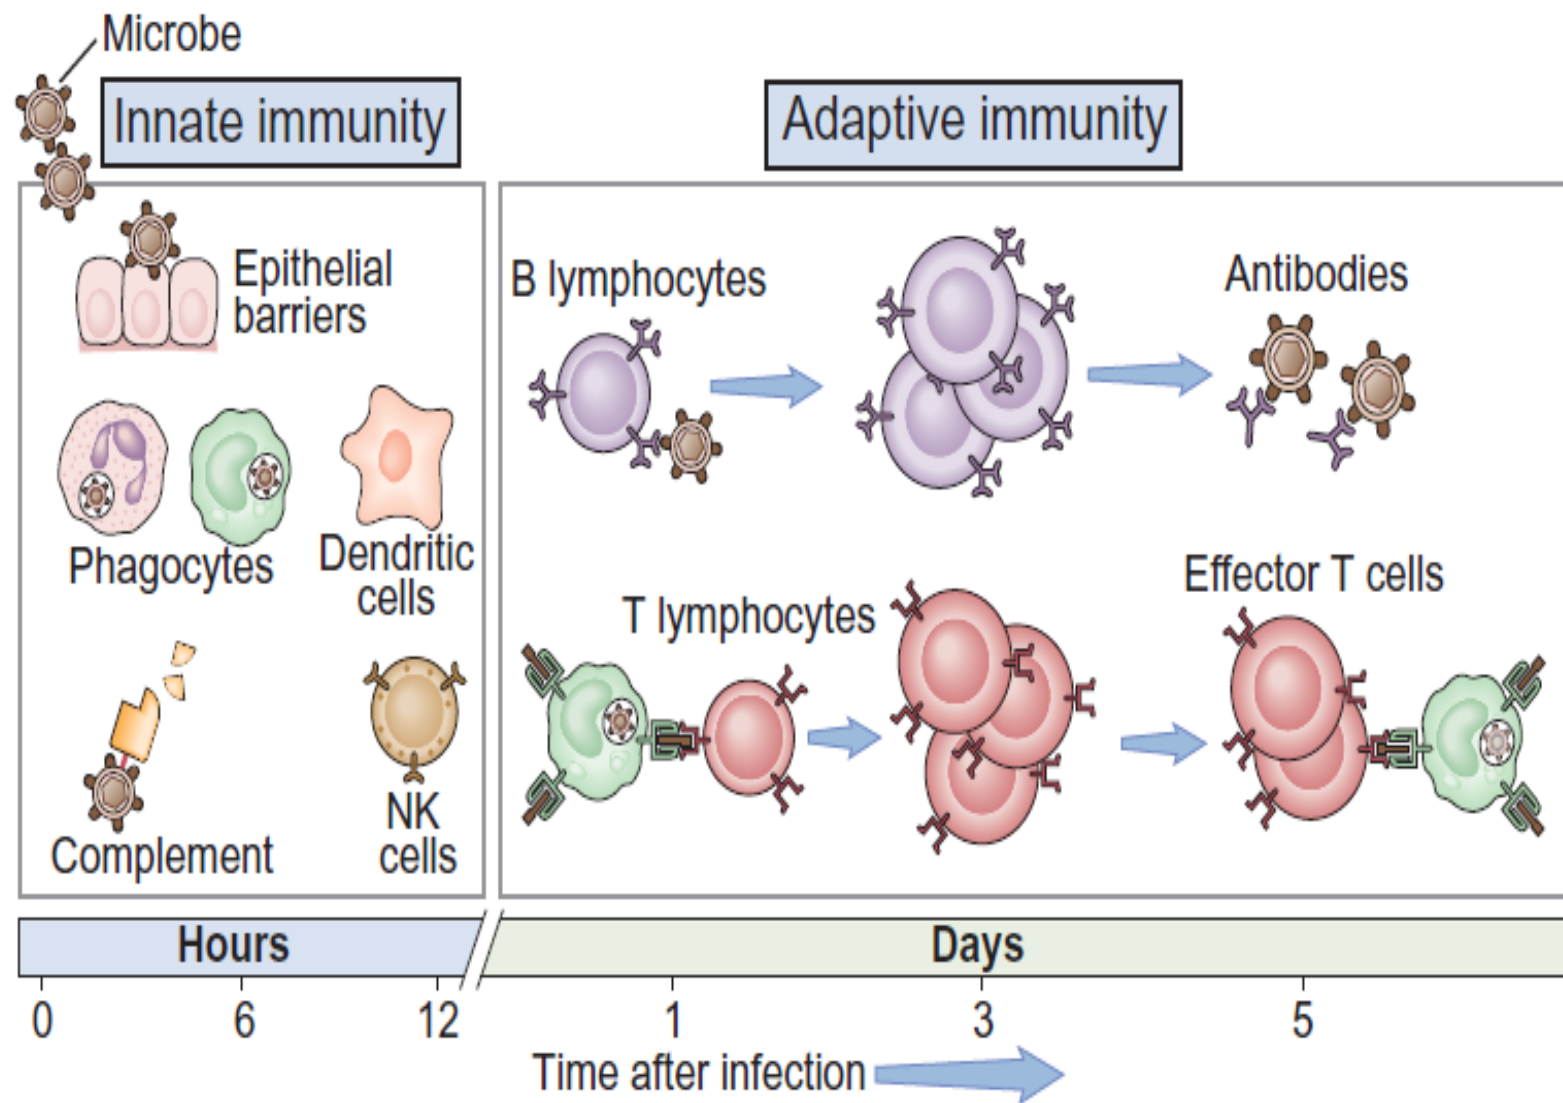 Microbe
Innate immunity
Adaptive immunity
Epithelial
barriers
Phagocytes
Dendritic
cells
Complement
NK
cells
B lymphocytes
Antibodies
T lymphocytes
Effector T cells
Hours
Days
0
6
12
1
3
5
Time after infection